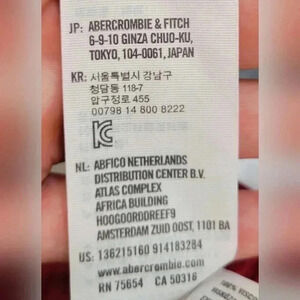 JP: ABERCROMBIE & FITCH
6-9-10 GINZA CHUO-KU,
TOKYO, 104-0061, JAPAN
KR: 서울특별시 강남구
청담동 118-7
압구정로 455
00798 14 800 8222
NL: ABFICO NETHERLANDS
DISTRIBUTION CENTER B.V.
ATLAS COMPLEX
AFRICA BUILDING
HOOGOORDDREEF9
AMSTERDAM ZUID OOST, 1101 BA
US: 136215160 914183284
www.abercrombie.com
RN 75654 CA 50316